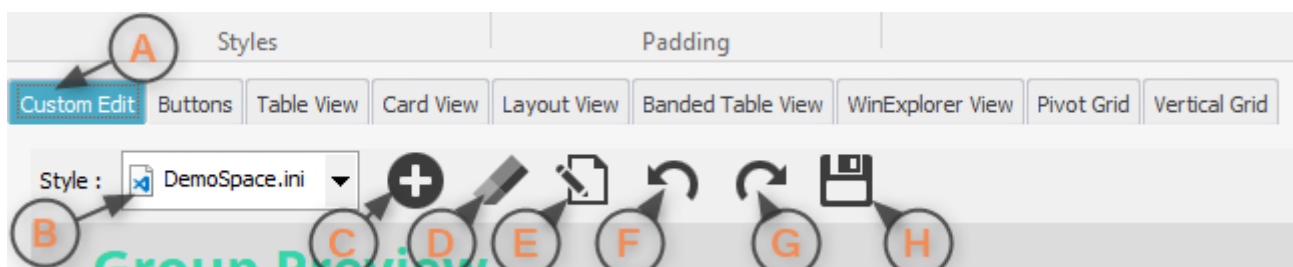 Styles Padding
A
Custom Edit Buttons Table View Card View Layout View Banded Table View WinExplorer View Pivot Grid Vertical Grid
Style : DemoSpace.ini
B C D E F G H
Group Preview